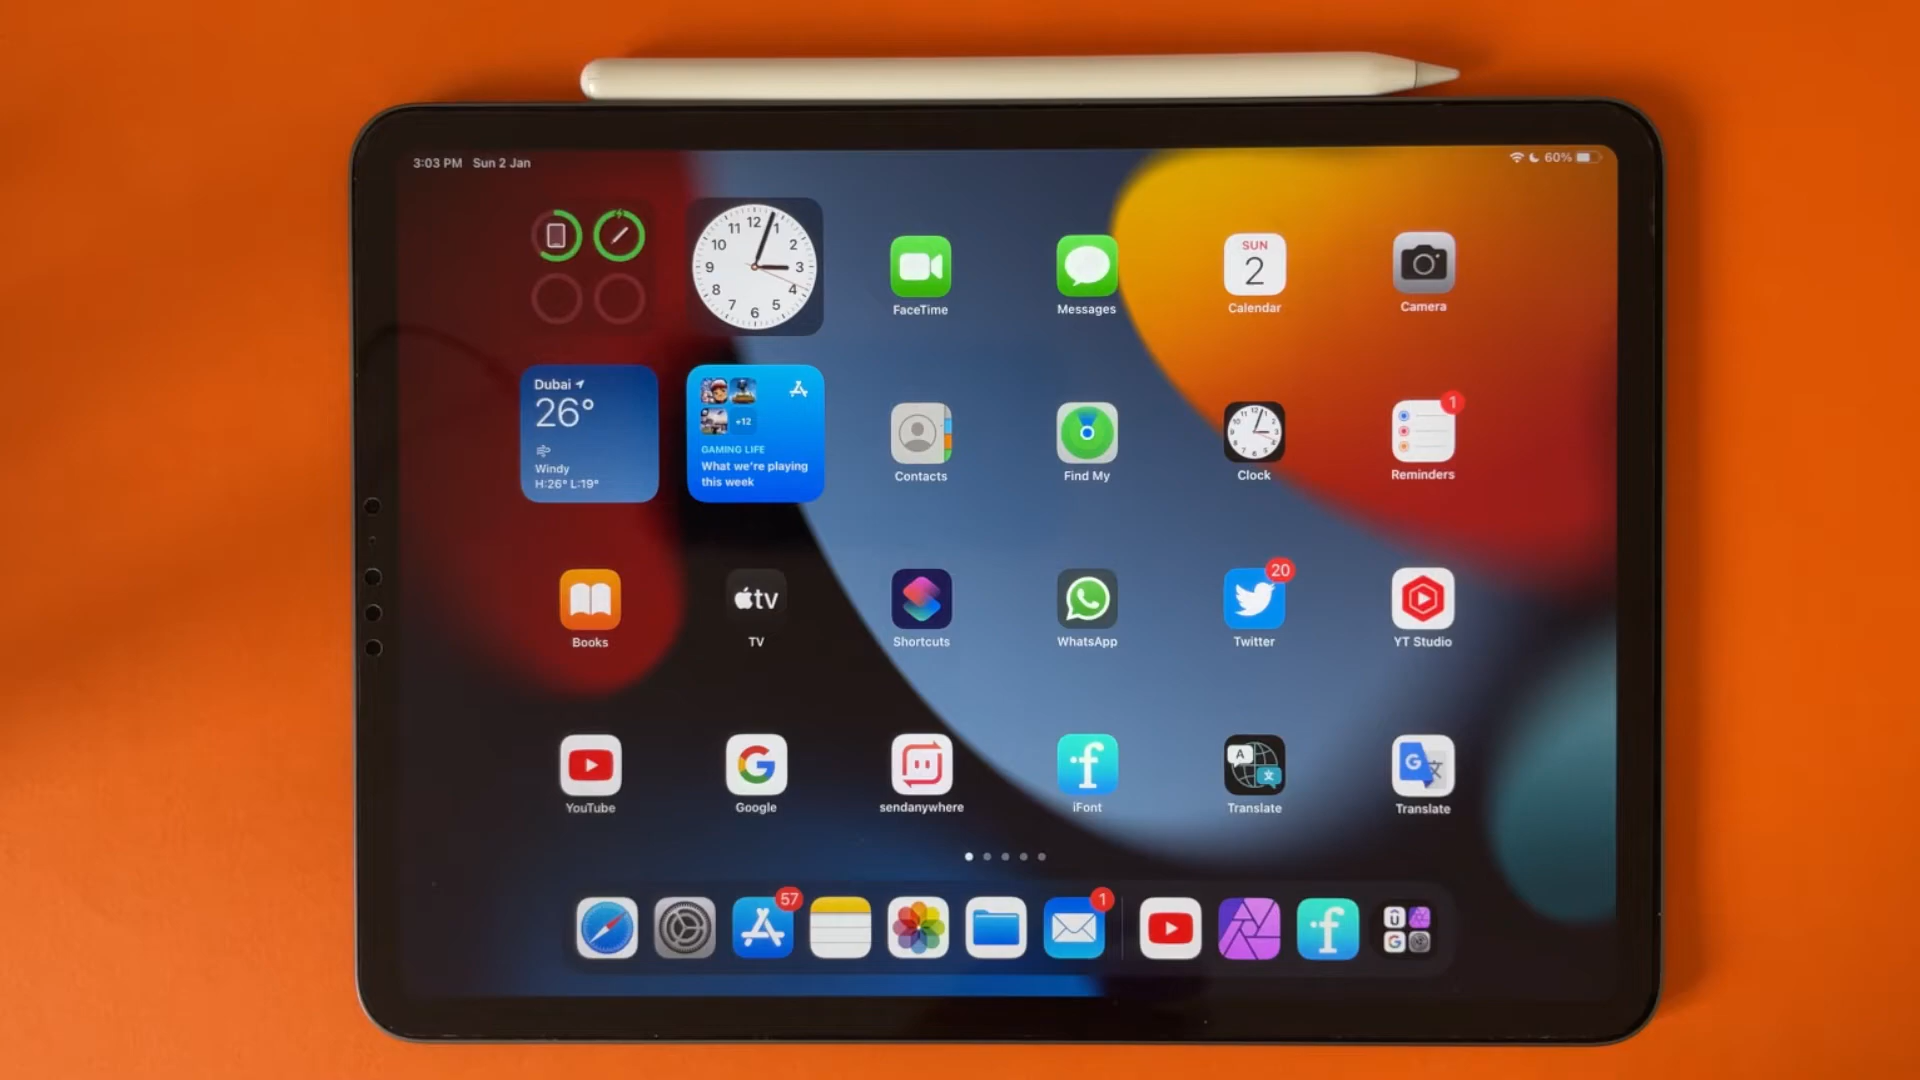 3:03 PM Sun 2 Jan
60%
12
1
2
3
4
5
6
7
8
9
10
11
FaceTime
Messages
SUN
2
Calendar
Camera
Dubai
26°
Windy
H:26° L:19°
+12
GAMING LIFE
What we're playing
this week
Contacts
Find My
Clock
1
Reminders
Books
tv
TV
Shortcuts
WhatsApp
20
Twitter
YT Studio
YouTube
G
Google
sendanywhere
f
iFont
A
文
Translate
G
文
Translate
57
1
f
G